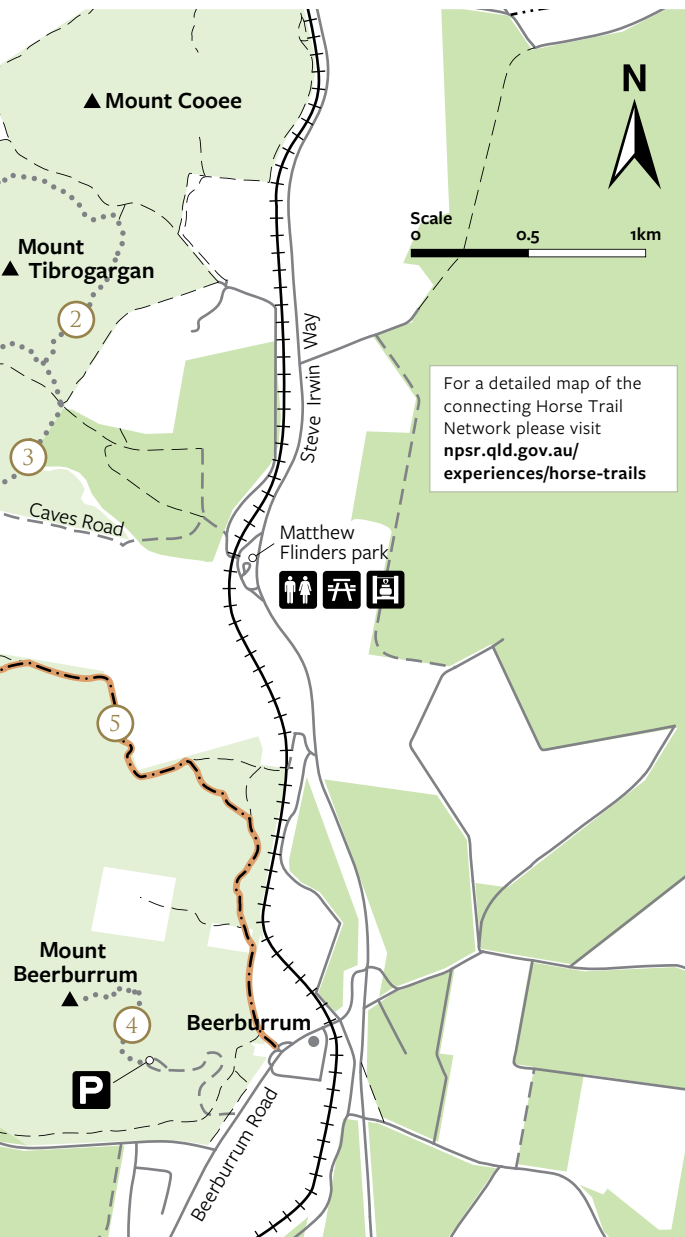 Mount Cooee
N
Scale
0 0.5 1km
Mount
Tibrogargan
2
Steve Irwin Way
For a detailed map of the
connecting Horse Trail
Network please visit
npsr.qld.gov.au/
experiences/horse-trails
3
Caves Road
Matthew
Flinders park
5
Mount
Beerburrum
4
Beerburrum
P
Beerburrum Road